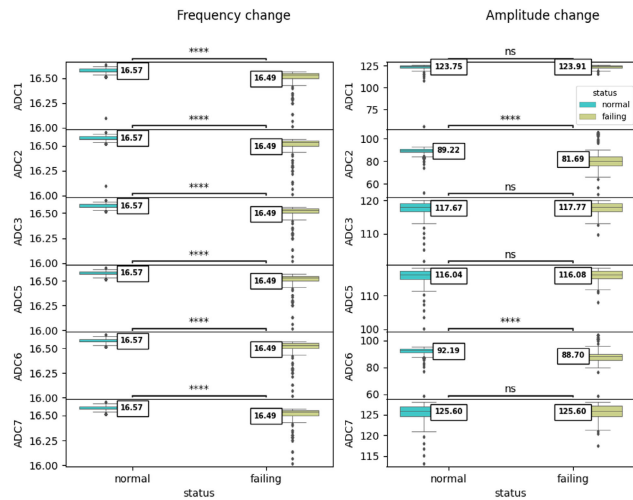 Frequency change
Amplitude change
****
ns
ADC1
16.50
16.25
16.00
16.57
16.49
ADC1
125
100
75
123.75
123.91
status
normal
failing
****
****
ADC2
16.50
16.25
16.00
16.57
16.49
ADC2
100
80
60
89.22
81.69
****
ns
ADC3
16.50
16.25
16.00
16.57
16.49
ADC3
120
110
100
117.67
117.77
****
ns
ADC5
16.50
16.25
16.00
16.57
16.49
ADC5
110
100
116.04
116.08
****
****
ADC6
16.50
16.25
16.00
16.57
16.49
ADC6
100
80
60
92.19
88.70
****
ns
ADC7
16.50
16.25
16.00
16.57
16.49
ADC7
125
120
115
125.60
125.60
normal
failing
status
normal
failing
status